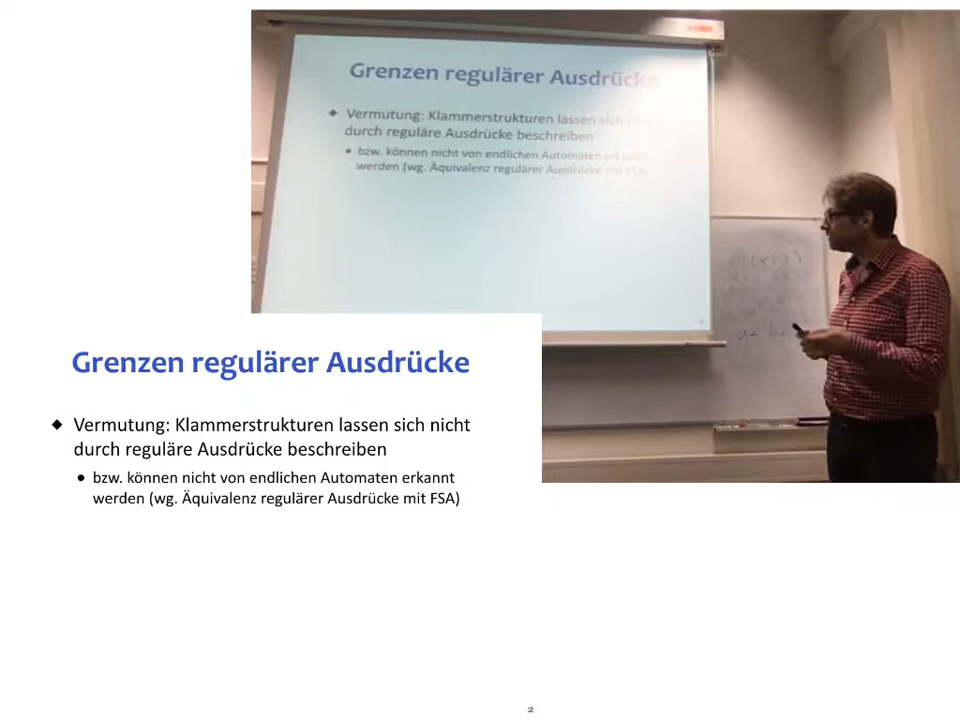 Grenzen regulärer Ausdrücke
Vermutung: Klammerstrukturen lassen sich
durch reguläre Ausdrücke beschreiben
bzw. können nicht von endlichen Automaten
werden (wg. Äquivalenz regulärer Ausdrücke mit FSA)
Grenzen regulärer Ausdrücke
◆ Vermutung: Klammerstrukturen lassen sich nicht
durch reguläre Ausdrücke beschreiben
● bzw. können nicht von endlichen Automaten erkannt
werden (wg. Äquivalenz regulärer Ausdrücke mit FSA)
2